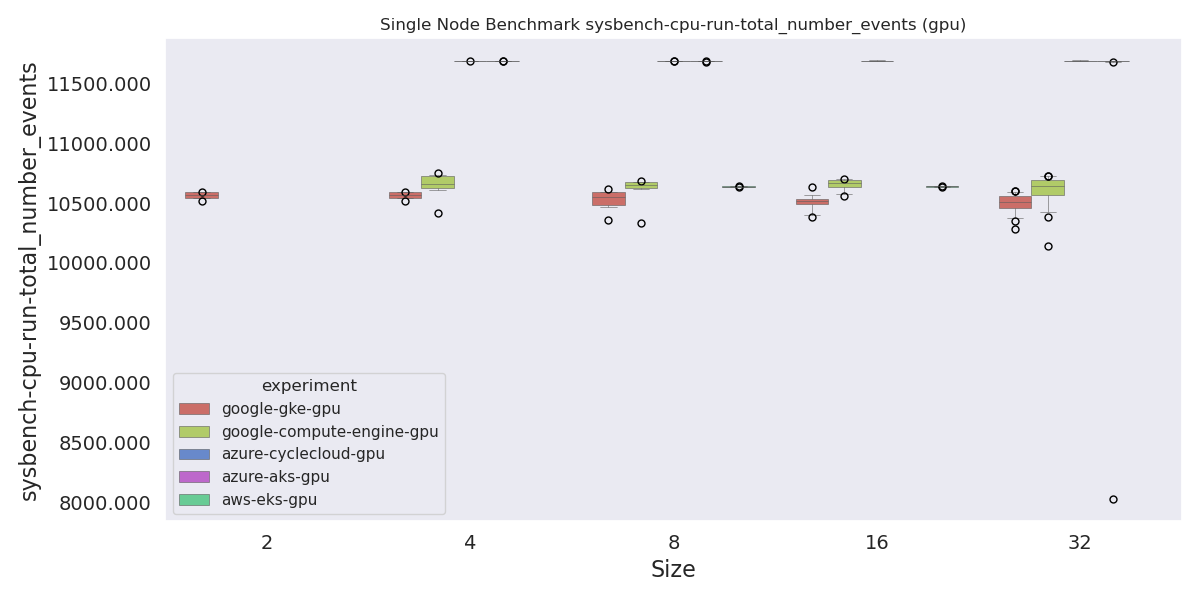 Single Node Benchmark sysbench-cpu-run-total_number_events (gpu)
sysbench-cpu-run-total_number_events
11500.000
11000.000
10500.000
10000.000
9500.000
9000.000
8500.000
8000.000
experiment
google-gke-gpu
google-compute-engine-gpu
azure-cyclecloud-gpu
azure-aks-gpu
aws-eks-gpu
2 4 8 16 32
Size